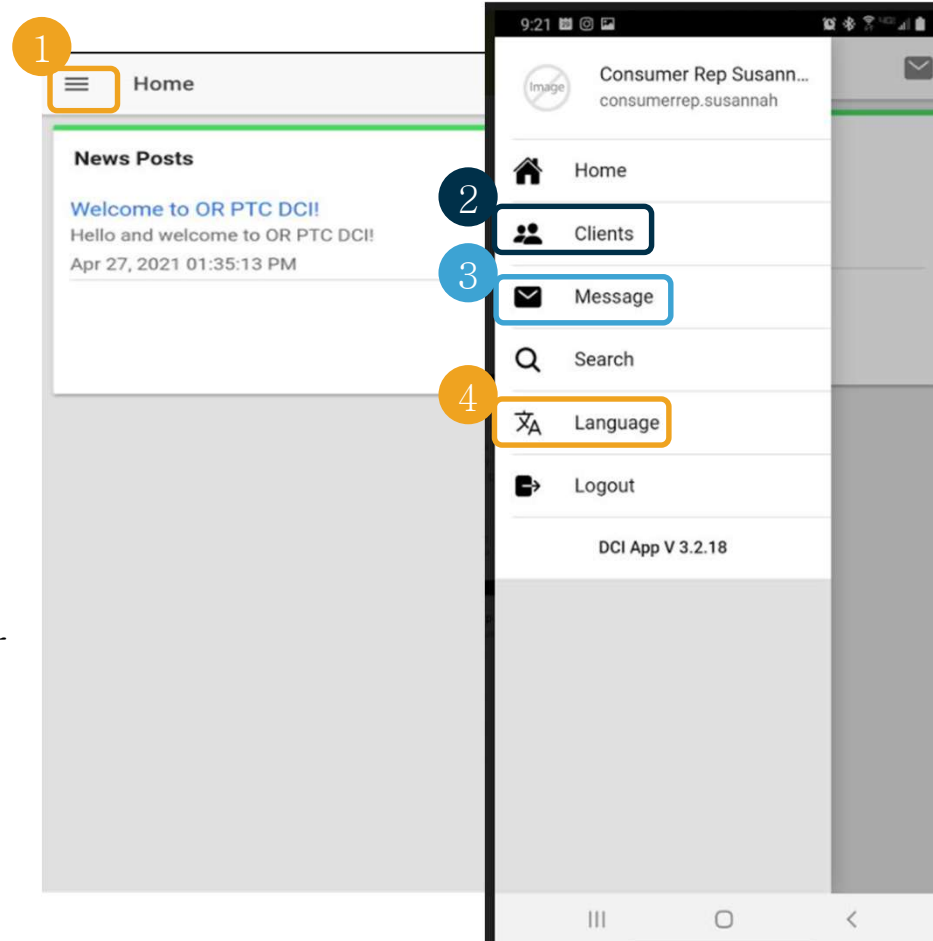 1
Home
News Posts
Welcome to OR PTC DCI!
Hello and welcome to OR PTC DCI!
Apr 27, 2021 01:35:13 PM
r
9:21
Image
Consumer Rep Susann...
consumerrep.susannah
Home
2
Clients
3
Message
Search
4
Language
Logout
DCI App V 3.2.18